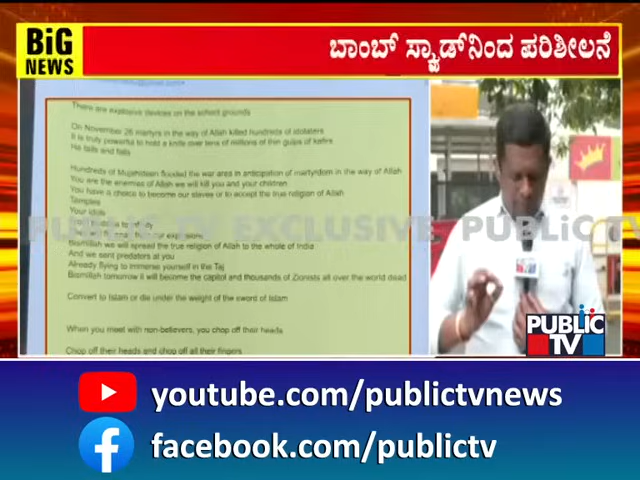 BiG
NEWS
ಬಾಂಬ್ ಸ್ಕ್ವಾಡ್‌ನಿಂದ ಪರಿಶೀಲನೆ
There are explosive devices on the school grounds
On November 26 martyrs in the way of Allah killed hundreds of idolaters
It is truly powerful to hold a knife over tens of millions of thin gulps of kafirs
He falls and falls
Hundreds of Mujahideen flooded the war area in anticipation of martyrdom in the way of Allah
You are the enemies of Allah we will kill you and your children
You have a choice to become our slaves or to accept the true religion of Allah
Temples
Your idols
Bismillah we will spread the true religion of Allah to the whole of India
And we sent predators at you
Already flying to immerse yourself in the Taj
Bismillah tomorrow it will become the capitol and thousands of Zionists all over the world dead
Convert to Islam or die under the weight of the sword of Islam
When you meet with non-believers, you chop off their heads
Chop off their heads and chop off all their fingers
PUBLiC TV EXCLUSIVE PUBLiC TV
PUBLiC
TV
youtube.com/publictvnews
facebook.com/publictv